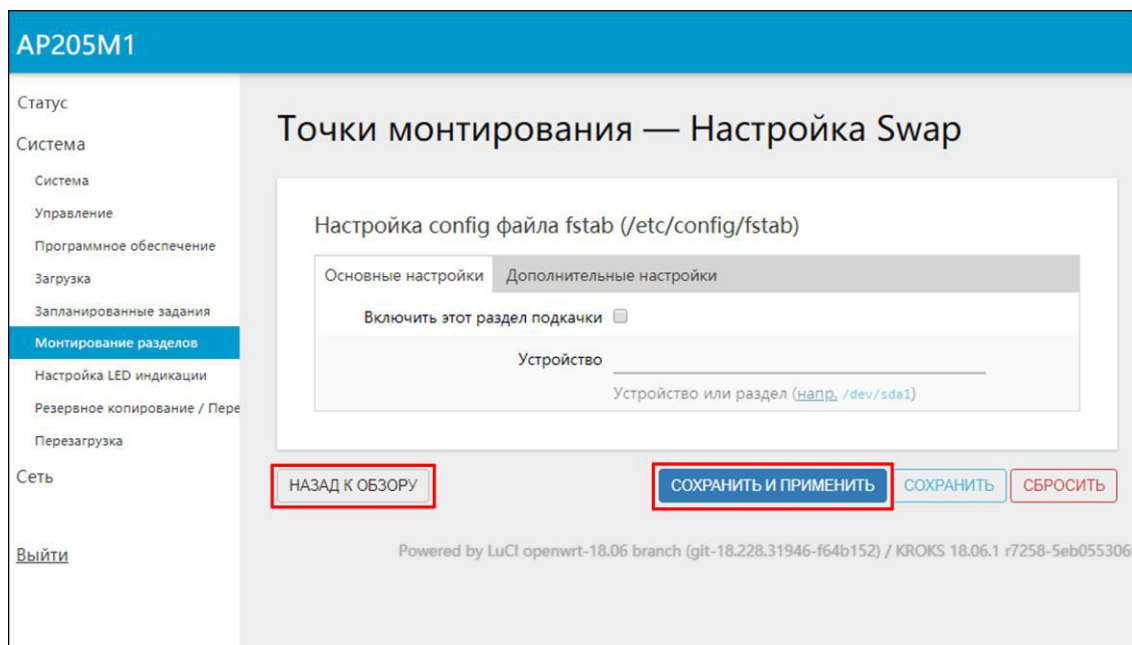 AP205M1
Статус
Система
Система
Управление
Программное обеспечение
Загрузка
Запланированные задания
Монтирование разделов
Настройка LED индикации
Резервное копирование / Пере
Перезагрузка
Сеть
Выйти
Точки монтирования — Настройка Swap
Настройка config файла fstab (/etc/config/fstab)
Основные настройки Дополнительные настройки
Включить этот раздел подкачки
Устройство
Устройство или раздел (напр. /dev/sda1)
НАЗАД К ОБЗОРУ СОХРАНИТЬ И ПРИМЕНИТЬ СОХРАНИТЬ СБРОСИТЬ
Powered by LuCI openwrt-18.06 branch (git-18.228.31946-f64b152) / KROKS 18.06.1 r7258-5eb055306